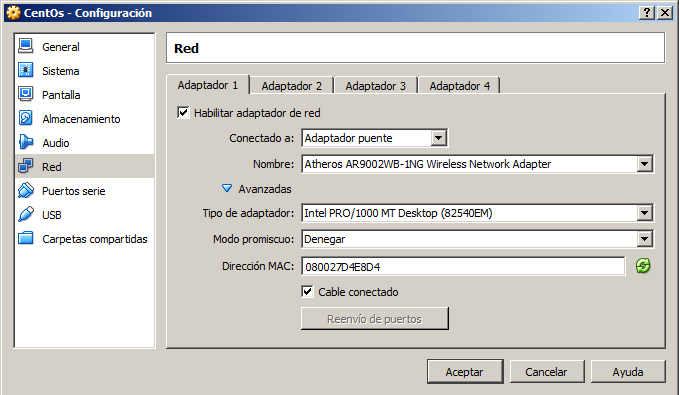 CentOs - Configuración
General
Sistema
Pantalla
Almacenamiento
Audio
Red
Puertos serie
USB
Carpetas compartidas
Red
Adaptador 1 Adaptador 2 Adaptador 3 Adaptador 4
Habilitar adaptador de red
Conectado a: Adaptador puente
Nombre: Atheros AR9002WB-1NG Wireless Network Adapter
Avanzadas
Tipo de adaptador: Intel PRO/1000 MT Desktop (82540EM)
Modo promiscuo: Denegar
Dirección MAC: 080027D4E8D4
Cable conectado
Reenvío de puertos
Aceptar Cancelar Ayuda